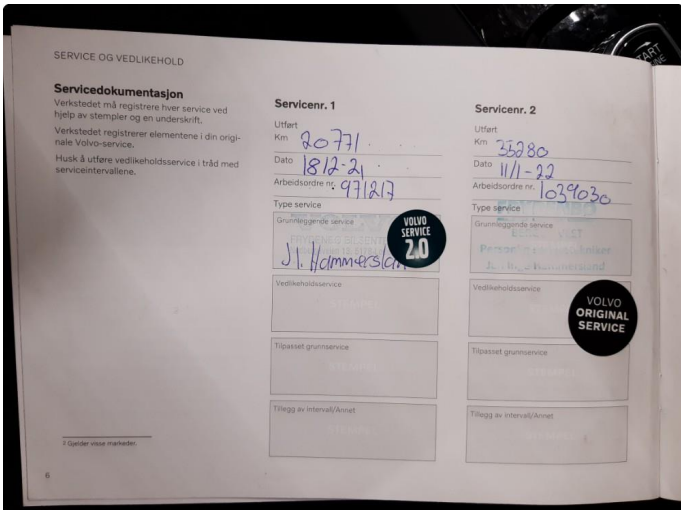 START
SERVICE OG VEDLIKEHOLD
Servicedokumentasjon
Verkstedet må registrere hver service ved
hjelp av stempler og en underskrift.
Verkstedet registrerer elementene i din origi-
nale Volvo-service.
Husk å utføre vedlikeholdsservice i tråd med
serviceintervallene.
Servicenr. 1
Utført
Km 20771
Dato 18/2-21
Arbeidsordre nr. 971217
Type service
Grunnleggende service
VOLVO
SERVICE
2.0
Vedlikeholdsservice
Tilpasset grunnservice
Tillegg av intervall/Annet
Servicenr. 2
Utført
Km 35280
Dato 11/1-22
Arbeidsordre nr. 1039030
Type service
Grunnleggende service
Vedlikeholdsservice
VOLVO
ORIGINAL
SERVICE
Tilpasset grunnservice
Tillegg av intervall/Annet
Gjelder visse markeder.
6